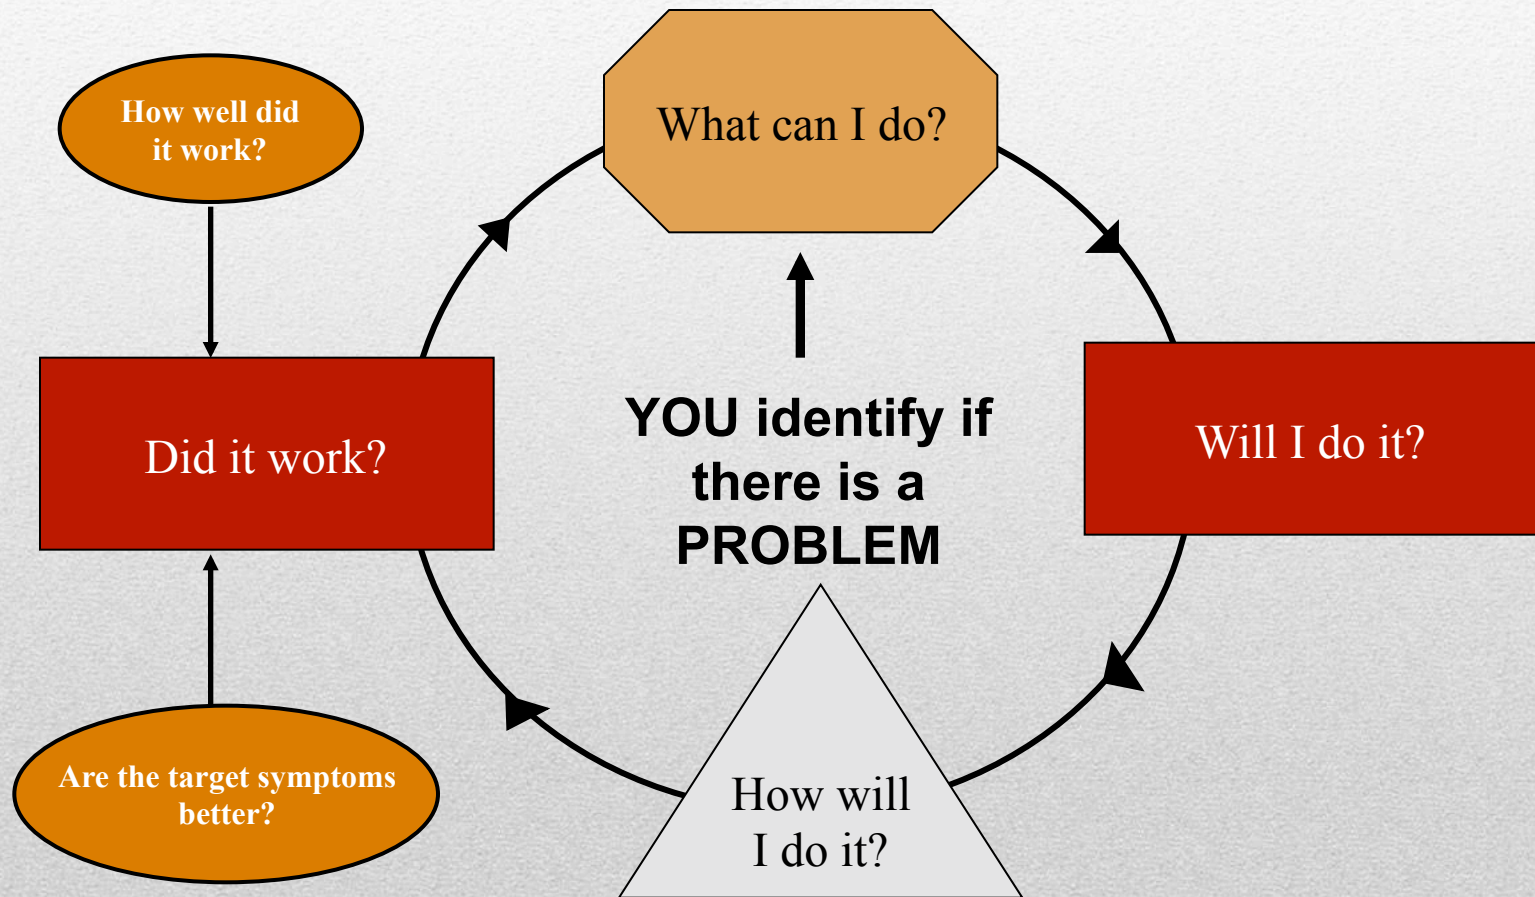 How well did
it work?
What can I do?
YOU identify if
there is a
PROBLEM
Did it work?
Will I do it?
Are the target symptoms
better?
How will
I do it?